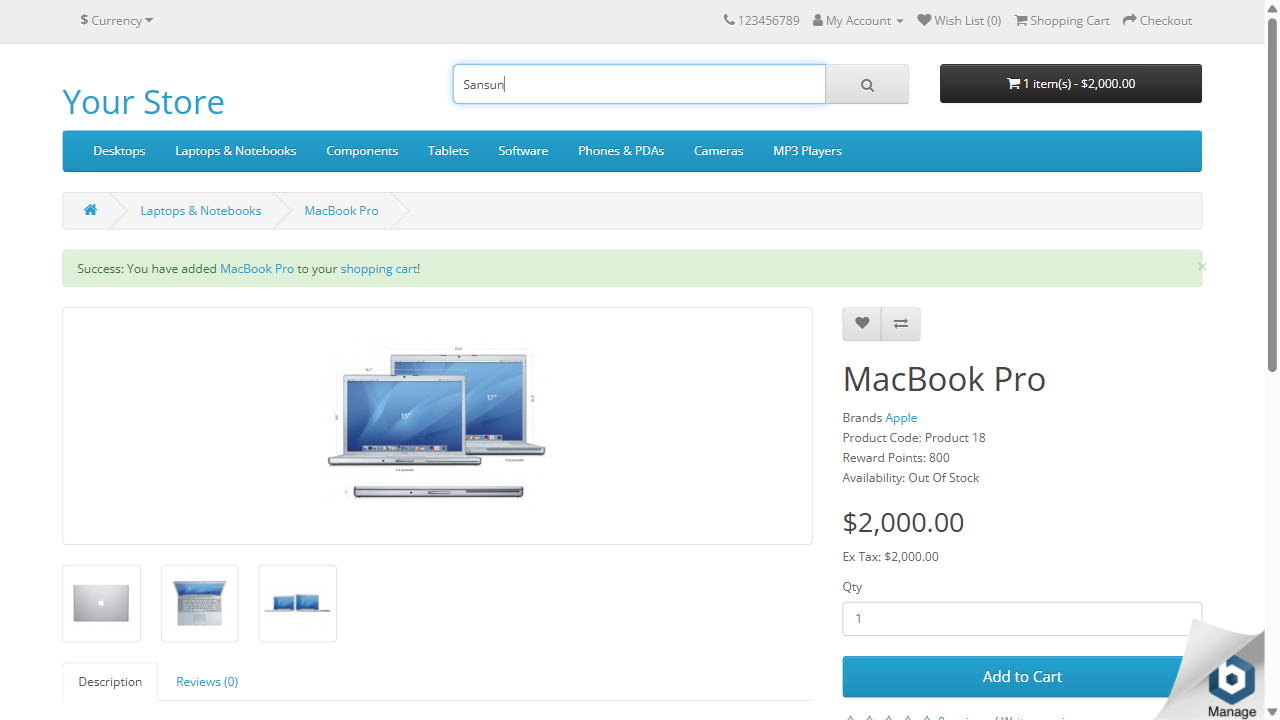 $ Currency
123456789 My Account Wish List (0) Shopping Cart Checkout
Your Store
Sansun
1 item(s) - $2,000.00
Desktops Laptops & Notebooks Components Tablets Software Phones & PDAs Cameras MP3 Players
Laptops & Notebooks MacBook Pro
Success: You have added MacBook Pro to your shopping cart!
×
15"
17"
MacBook Pro
Brands Apple
Product Code: Product 18
Reward Points: 800
Availability: Out Of Stock
$2,000.00
Ex Tax: $2,000.00
Qty
1
Add to Cart
Description Reviews (0)
Manage